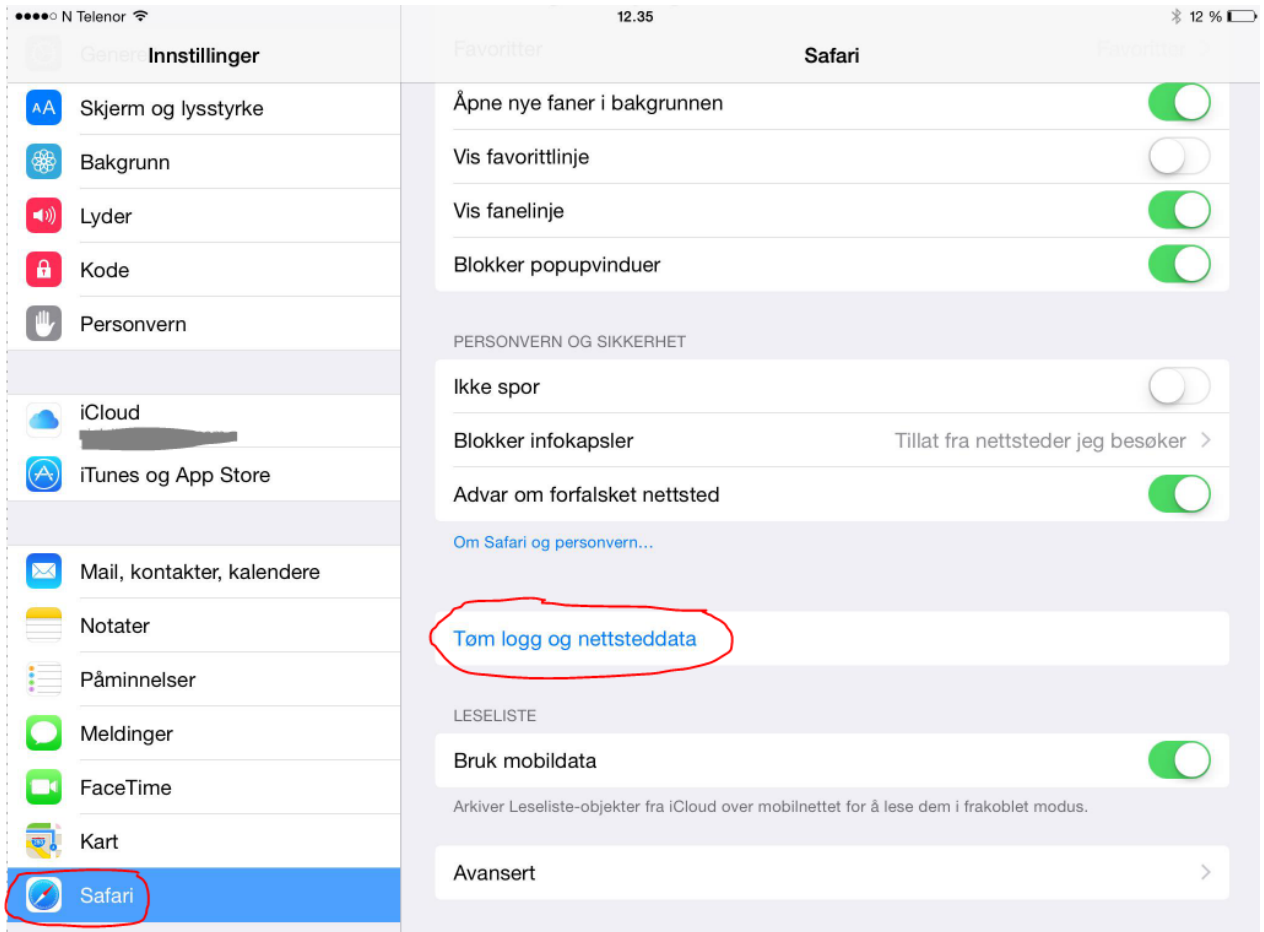 N Telenor
12.35
12 %
Genere
Innstillinger
Skjerm og lysstyrke
Bakgrunn
Lyder
Kode
Personvern
iCloud
iTunes og App Store
Mail, kontakter, kalendere
Notater
Påminnelser
Meldinger
FaceTime
Kart
Safari
Safari
Favoritter Favoritter
Åpne nye faner i bakgrunnen
Vis favorittlinje
Vis fanelinje
Blokker popupvinduer
PERSONVERN OG SIKKERHET
Ikke spor
Blokker infokapsler Tillat fra nettsteder jeg besøker
Advar om forfalsket nettsted
Om Safari og personvern...
Tøm logg og nettsteddata
LESELISTE
Bruk mobildata
Arkiver Leseliste-objekter fra iCloud over mobilnettet for å lese dem i frakoblet modus.
Avansert